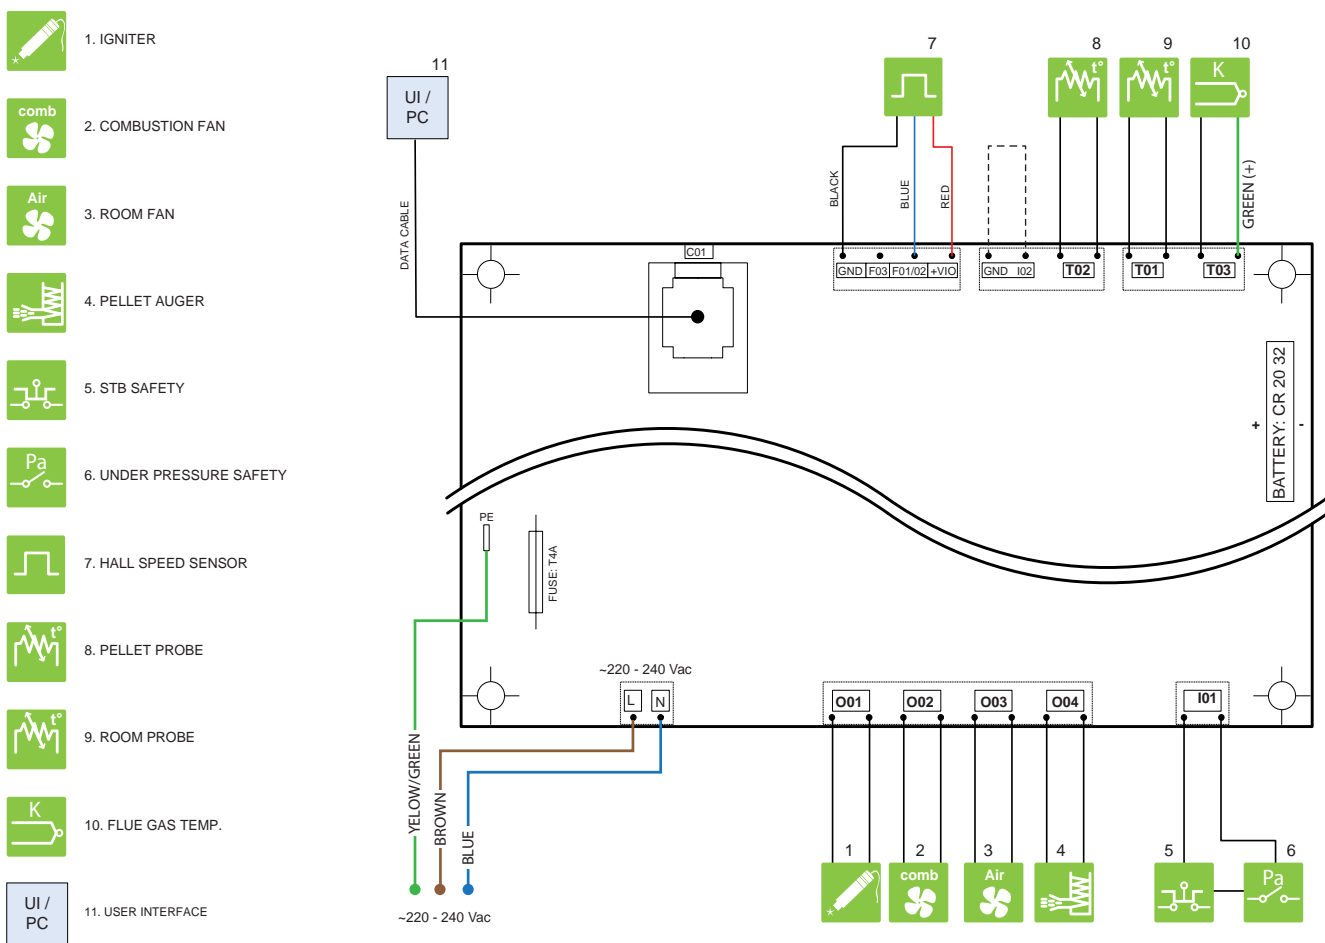 1. IGNITER
comb
2. COMBUSTION FAN
Air
3. ROOM FAN
4. PELLET AUGER
5. STB SAFETY
Pa
6. UNDER PRESSURE SAFETY
7. HALL SPEED SENSOR
t°
8. PELLET PROBE
t°
9. ROOM PROBE
K
10. FLUE GAS TEMP.
UI /
PC
11. USER INTERFACE
11
UI /
PC
DATA CABLE
7
8
9
10
t°
t°
K
BLACK
BLUE
RED
GREEN (+)
C01
GND F03 F01/02 +VIO
GND I02
T02
T01
T03
BATTERY: CR 20 32
+
-
PE
FUSE: T4A
~220 - 240 Vac
L
N
O01
O02
O03
O04
I01
YELOW/GREEN
BROWN
BLUE
~220 - 240 Vac
1
2
3
4
5
6
comb
Air
Pa